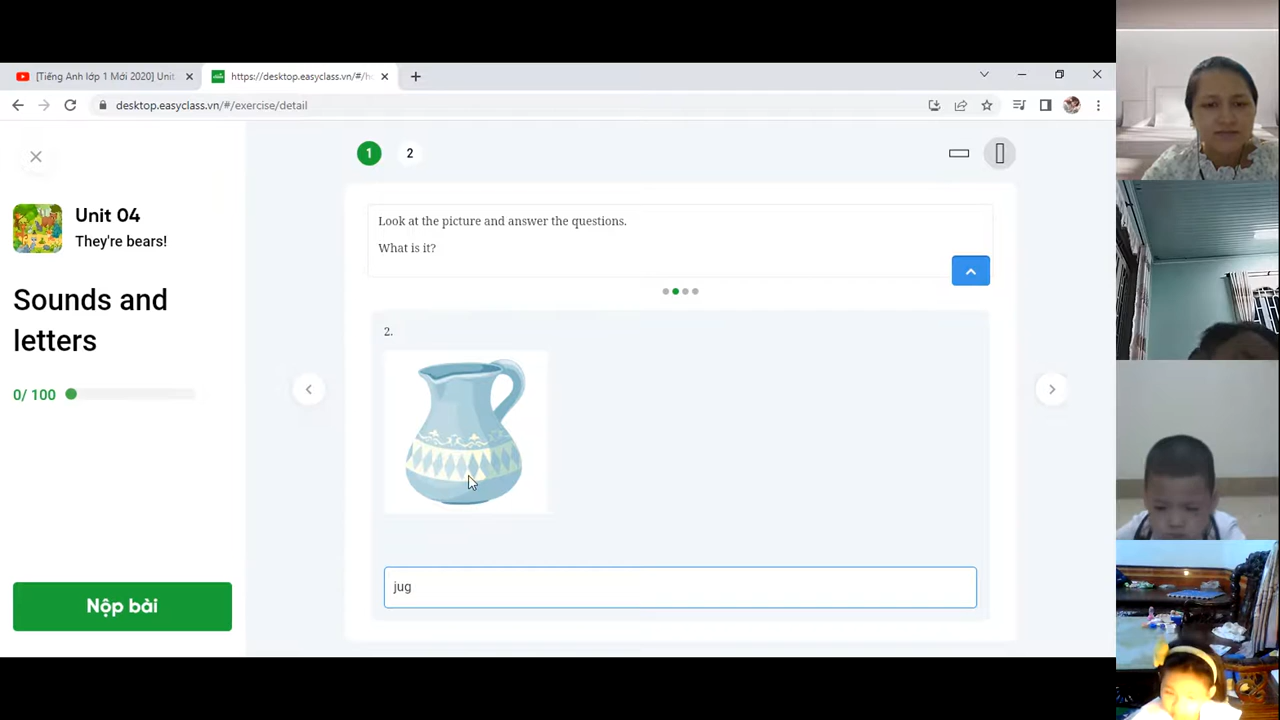 [Tiếng Anh lớp 1 Mới 2020] Unit
https://desktop.easyclass.vn/#/h
desktop.easyclass.vn/#/exercise/detail
1 2
Unit 04
They're bears!
Sounds and
letters
0/ 100
Nộp bài
Look at the picture and answer the questions.
What is it?
2.
jug